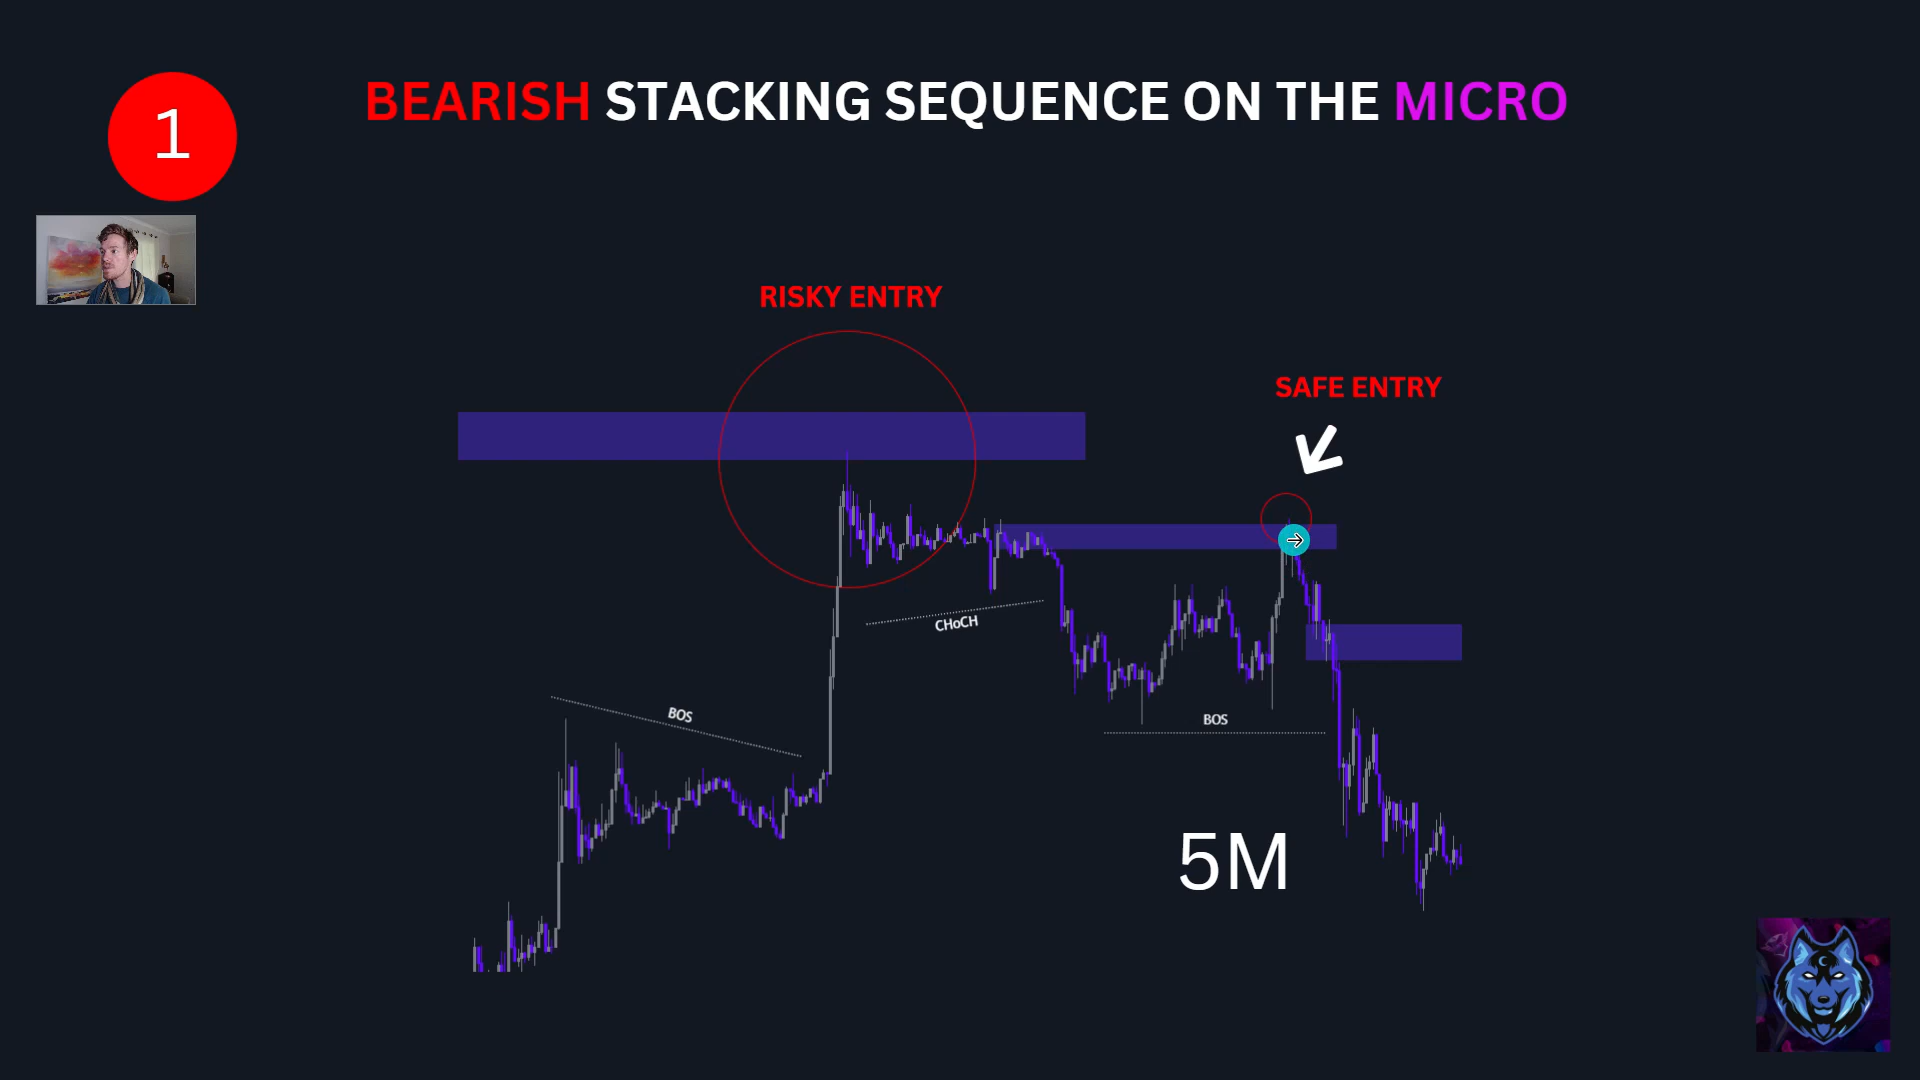 1
BEARISH STACKING SEQUENCE ON THE MICRO
RISKY ENTRY
SAFE ENTRY
CHoCH
BOS
BOS
5M